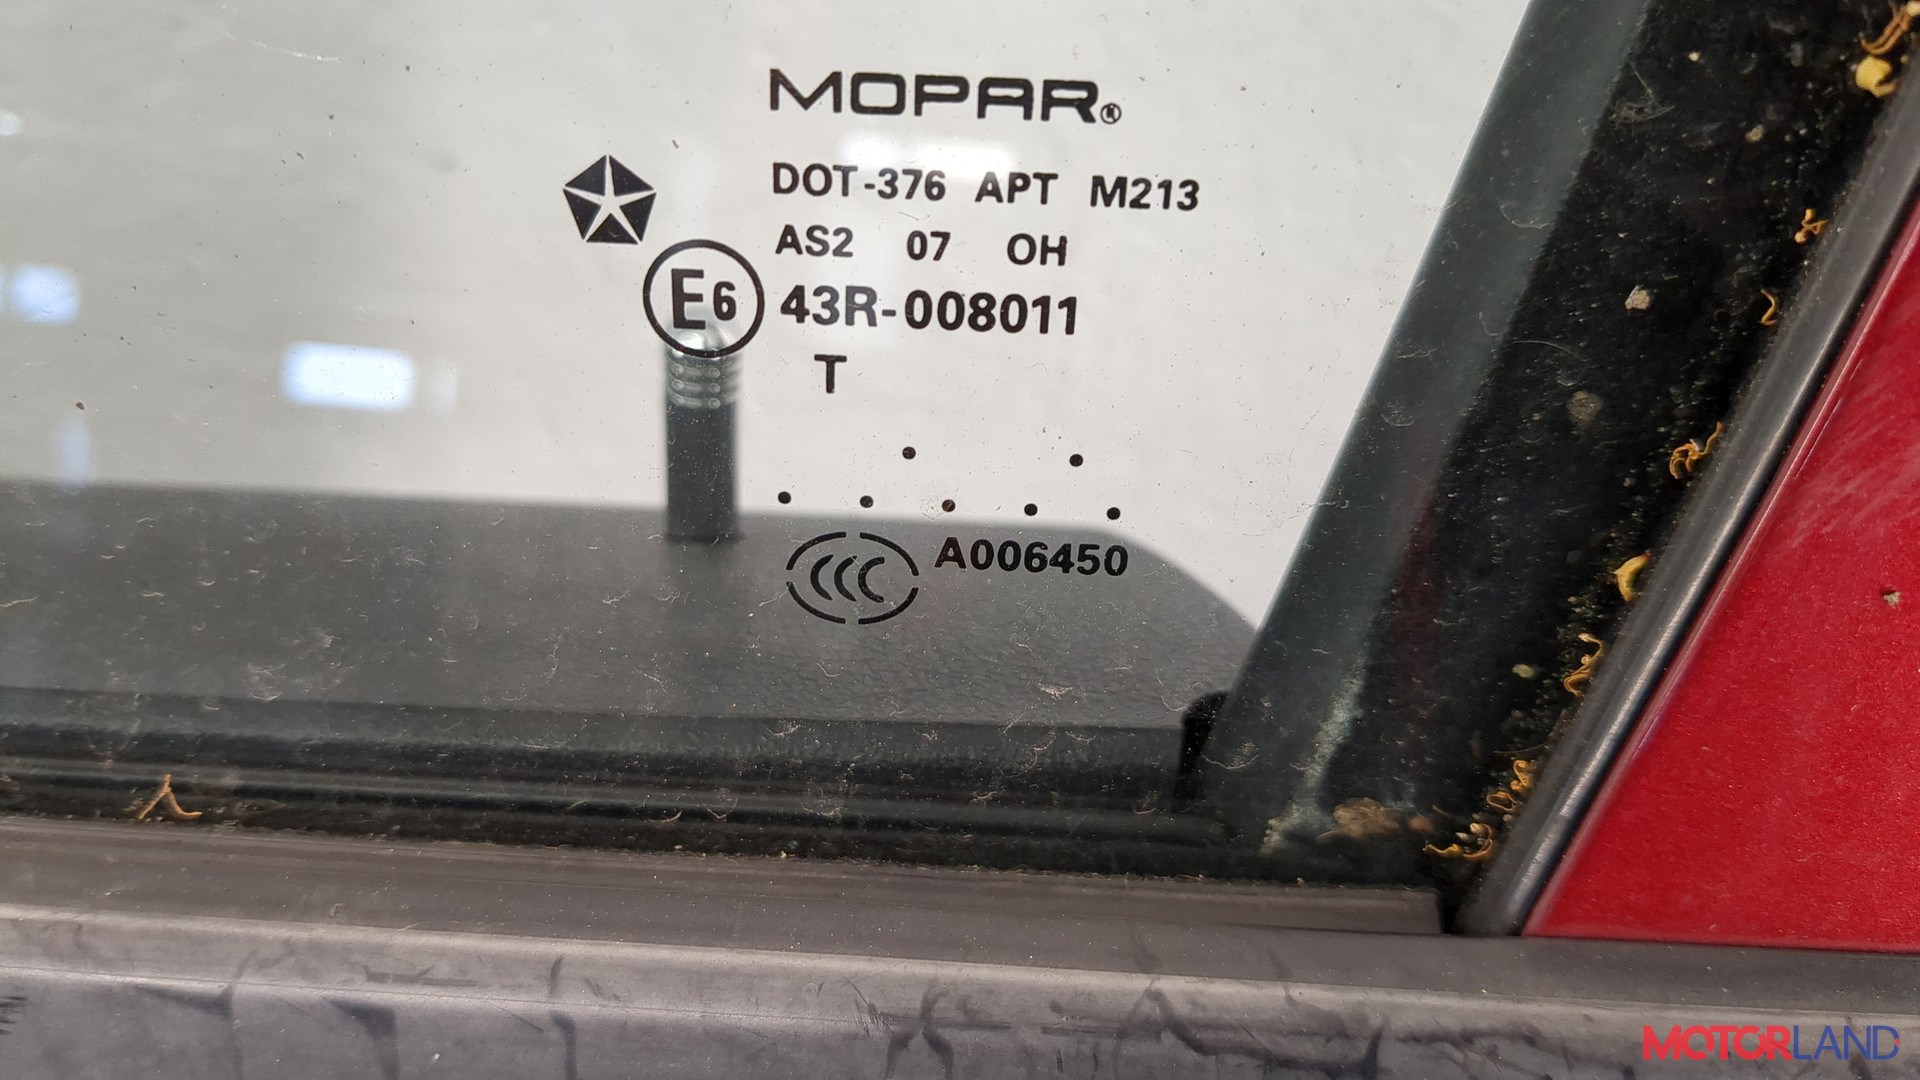 MOPAR®
DOT-376 APT M213
AS2 07 OH
E6 43R-008011
T
CCC A006450
MOTORLAND